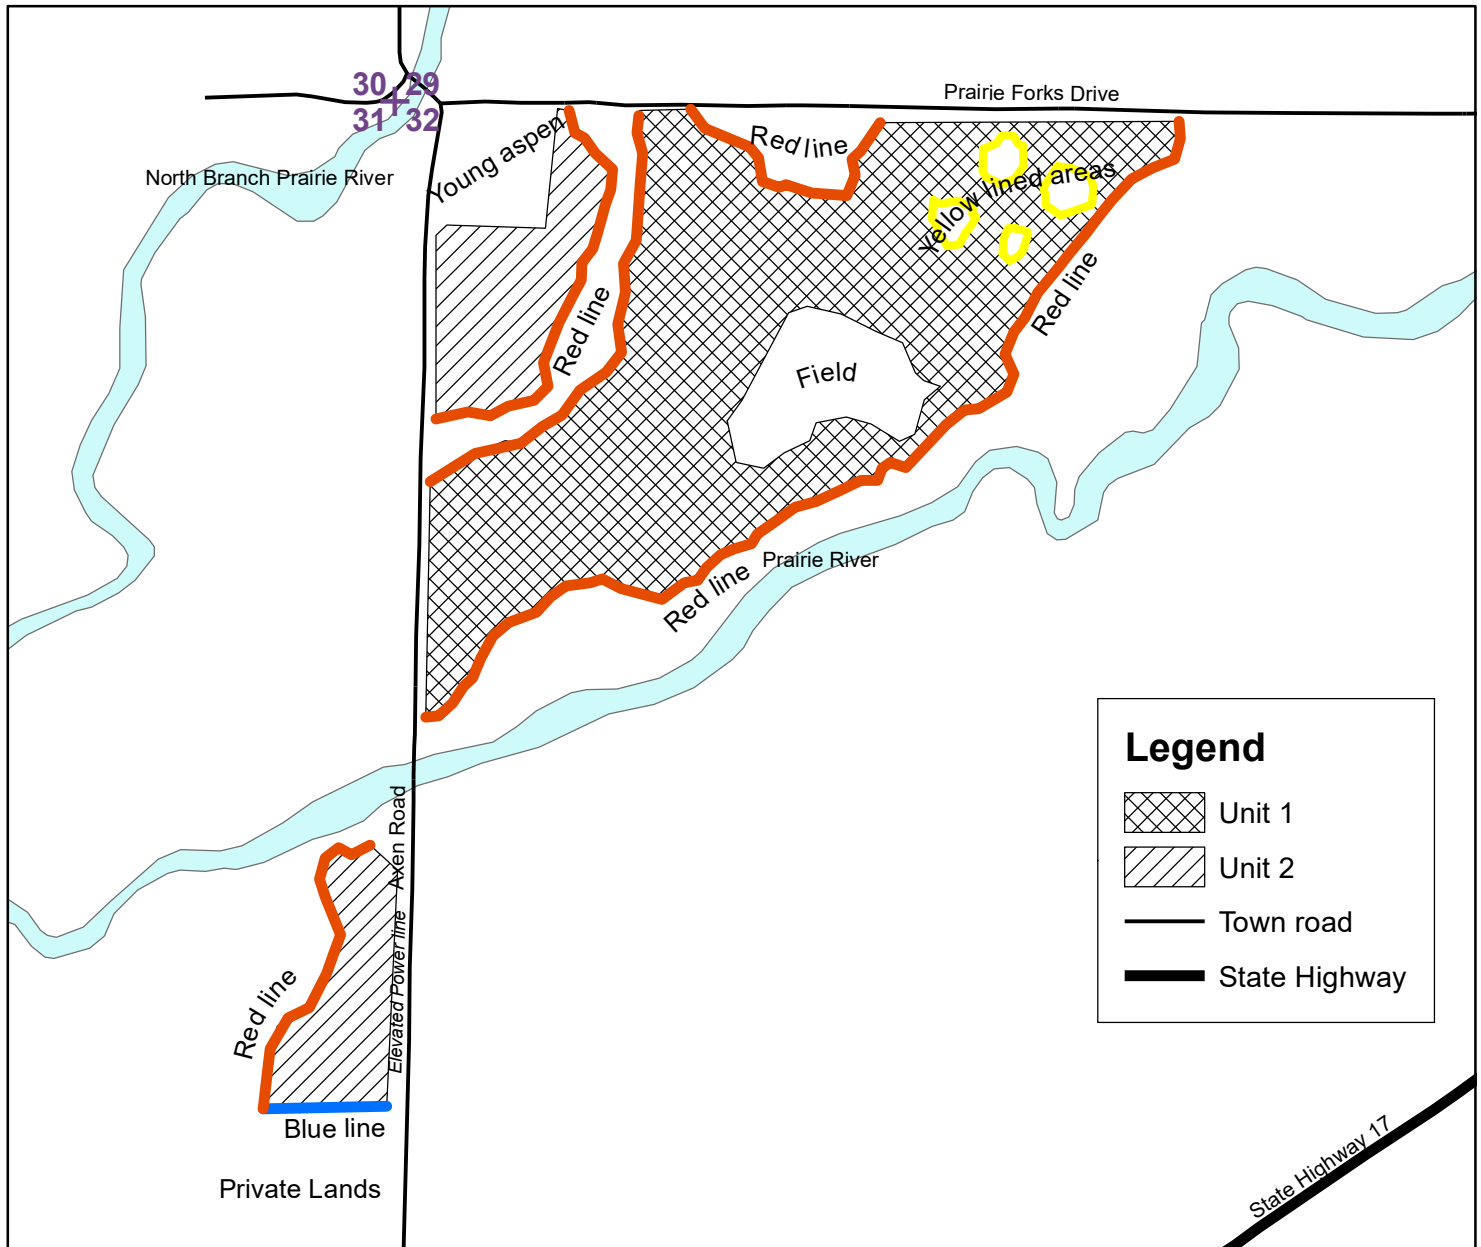 30 29
31 32
Prairie Forks Drive
Young aspen
Red line
Yellow lined areas
North Branch Prairie River
Red line
Red line
Field
Prairie River
Red line
Legend
Unit 1
Unit 2
Town road
State Highway
Axen Road
Elevated Power line
Red line
Blue line
Private Lands
State Highway 17